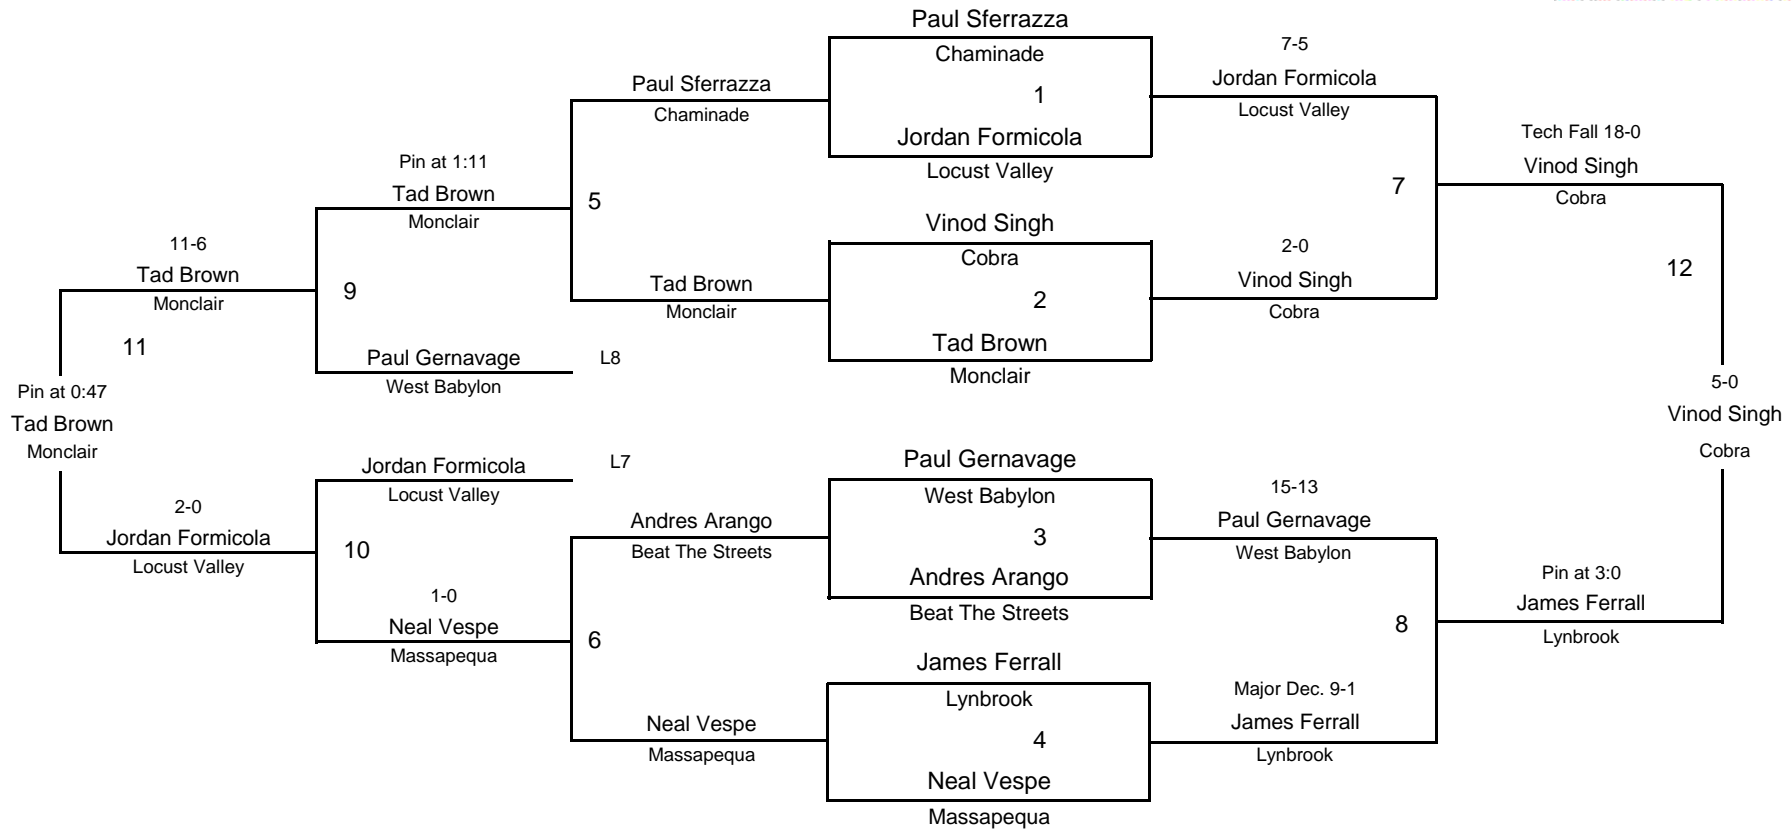 Paul Sferrazza
Chaminade
1
Jordan Formicola
Locust Valley
Vinod Singh
Cobra
2
Tad Brown
Monclair
Paul Gernavage
West Babylon
3
Andres Arango
Beat The Streets
James Ferrall
Lynbrook
4
Neal Vespe
Massapequa
Paul Sferrazza
Chaminade
5
Tad Brown
Monclair
Andres Arango
Beat The Streets
6
Neal Vespe
Massapequa
7-5
Jordan Formicola
Locust Valley
7
2-0
Vinod Singh
Cobra
15-13
Paul Gernavage
West Babylon
8
Major Dec. 9-1
James Ferrall
Lynbrook
Pin at 1:11
Tad Brown
Monclair
9
Paul Gernavage
West Babylon
L8
Jordan Formicola
Locust Valley
L7
10
1-0
Neal Vespe
Massapequa
11-6
Tad Brown
Monclair
11
2-0
Jordan Formicola
Locust Valley
Pin at 0:47
Tad Brown
Monclair
Tech Fall 18-0
Vinod Singh
Cobra
12
Pin at 3:0
James Ferrall
Lynbrook
5-0
Vinod Singh
Cobra